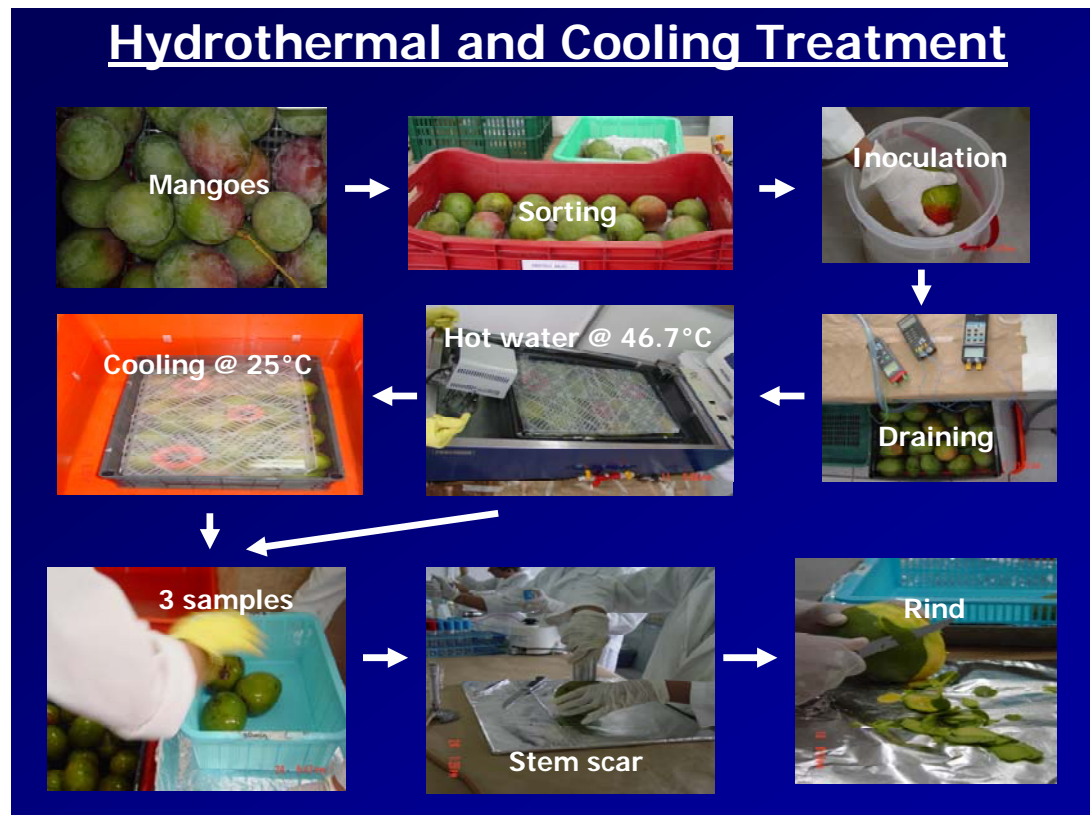 Hydrothermal and Cooling Treatment
Mangoes
Sorting
Inoculation
Draining
Hot water @ 46.7°C
Cooling @ 25°C
3 samples
Stem scar
Rind